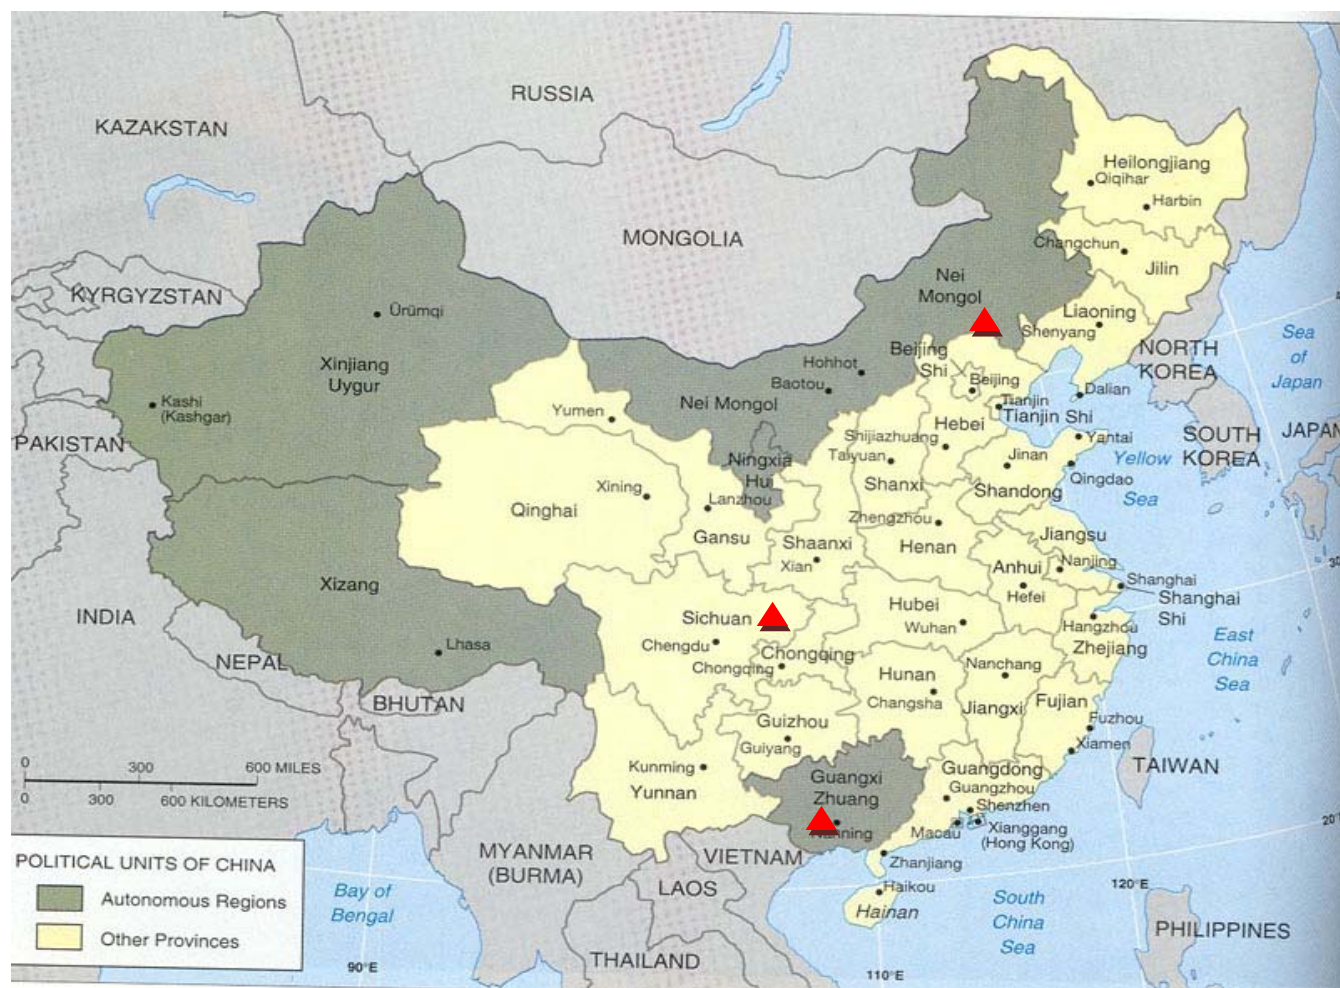 RUSSIA
KAZAKSTAN
MONGOLIA
KYRGYZSTAN
PAKISTAN
INDIA
NEPAL
BHUTAN
MYANMAR
(BURMA)
LAOS
VIETNAM
THAILAND
PHILIPPINES
TAIWAN
NORTH
KOREA
SOUTH
KOREA
JAPAN
Sea
of
Japan
Yellow
Sea
East
China
Sea
South
China
Sea
Bay of
Bengal
Heilongjiang
Qiqihar
Harbin
Changchun
Jilin
Liaoning
Shenyang
Nei
Mongol
Beijing
Shi
Beijing
Tianjin
Tianjin Shi
Dalian
Hohhot
Baotou
Nei Mongol
Ürümqi
Xinjiang
Uygur
Kashi
(Kashgar)
Yumen
Ningxia
Hui
Hebei
Shijiazhuang
Taiyuan
Shanxi
Jinan
Shandong
Yantai
Qingdao
Xining
Qinghai
Lanzhou
Gansu
Shaanxi
Xian
Zhengzhou
Henan
Jiangsu
Anhui
Nanjing
Hefei
Shanghai
Shanghai
Shi
Xizang
Lhasa
Sichuan
Chengdu
Chongqing
Chongqing
Hubei
Wuhan
Hangzhou
Zhejiang
Hunan
Changsha
Nanchang
Jiangxi
Fujian
Fuzhou
Xiamen
Guizhou
Guiyang
Kunming
Yunnan
Guangxi
Zhuang
Nanning
Guangdong
Guangzhou
Shenzhen
Macau
Xianggang
(Hong Kong)
Zhanjiang
Haikou
Hainan
0 300 600 MILES
0 300 600 KILOMETERS
POLITICAL UNITS OF CHINA
Autonomous Regions
Other Provinces
90°E
110°E
120°E
20°